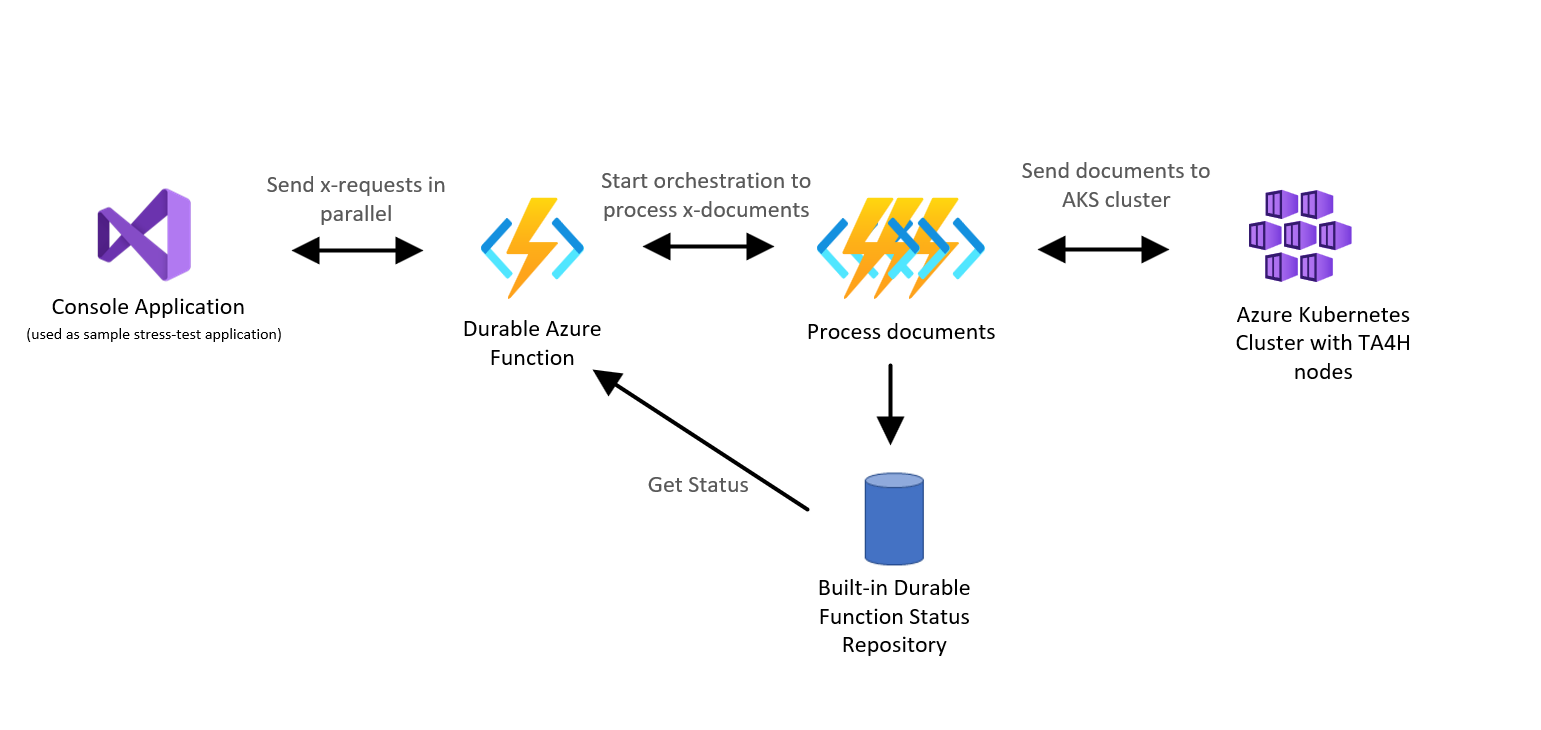 Send x-requests in
parallel
Start orchestration to
process x-documents
Send documents to
AKS cluster
Console Application
(used as sample stress-test application)
Durable Azure
Function
Process documents
Azure Kubernetes
Cluster with TA4H
nodes
Get Status
Built-in Durable
Function Status
Repository